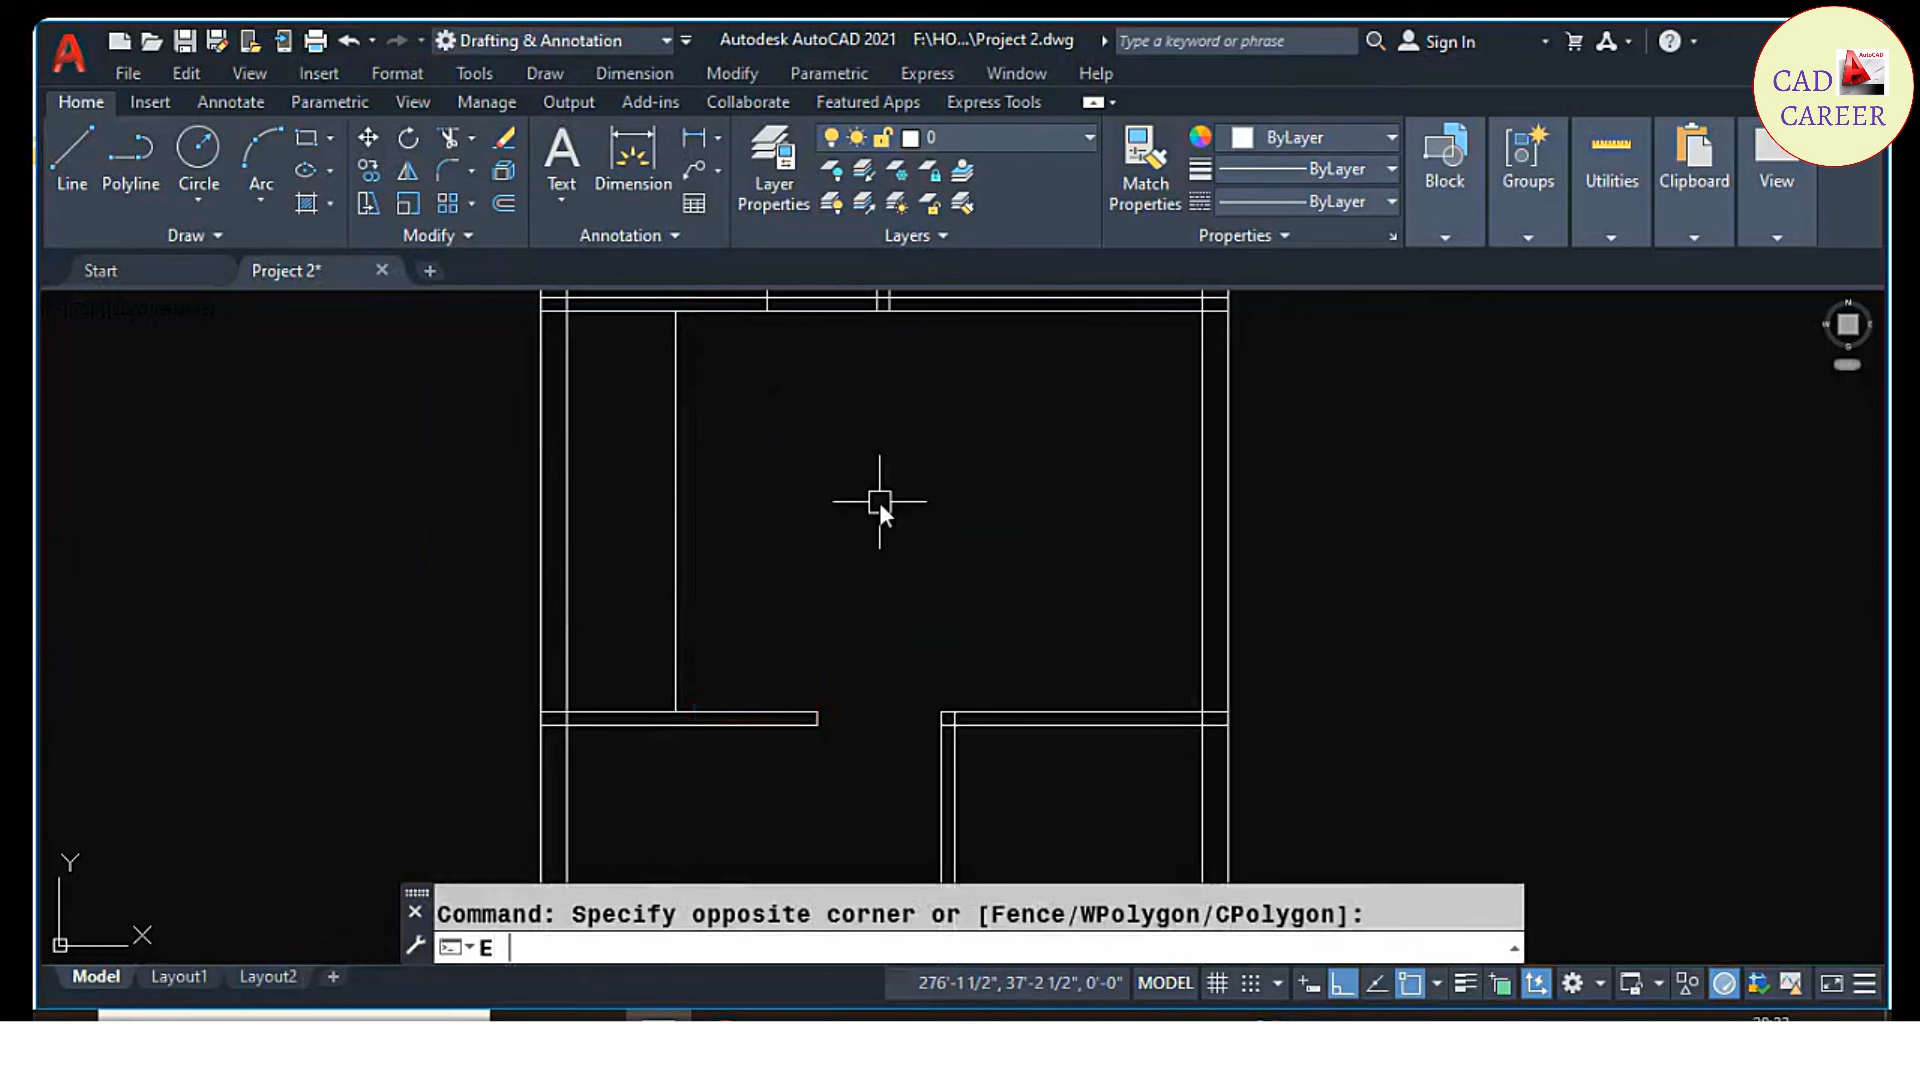 Drafting & Annotation
Autodesk AutoCAD 2021 F:\HO...\Project 2.dwg
Type a keyword or phrase
Sign In
File Edit View Insert Format Tools Draw Dimension Modify Parametric Express Window Help
Home Insert Annotate Parametric View Manage Output Add-ins Collaborate Featured Apps Express Tools
AutoCAD
CAD
CAREER
0
ByLayer
ByLayer
ByLayer
Line Polyline Circle Arc
Text Dimension
Layer
Properties
Match
Properties
Block Groups Utilities Clipboard View
Draw Modify Annotation Layers Properties
Start Project 2*
N
W
S
Y
X
Command: Specify opposite corner or [Fence/WPolygon/CPolygon]:
E
Model Layout1 Layout2
276'-1 1/2", 37'-2 1/2", 0'-0" MODEL